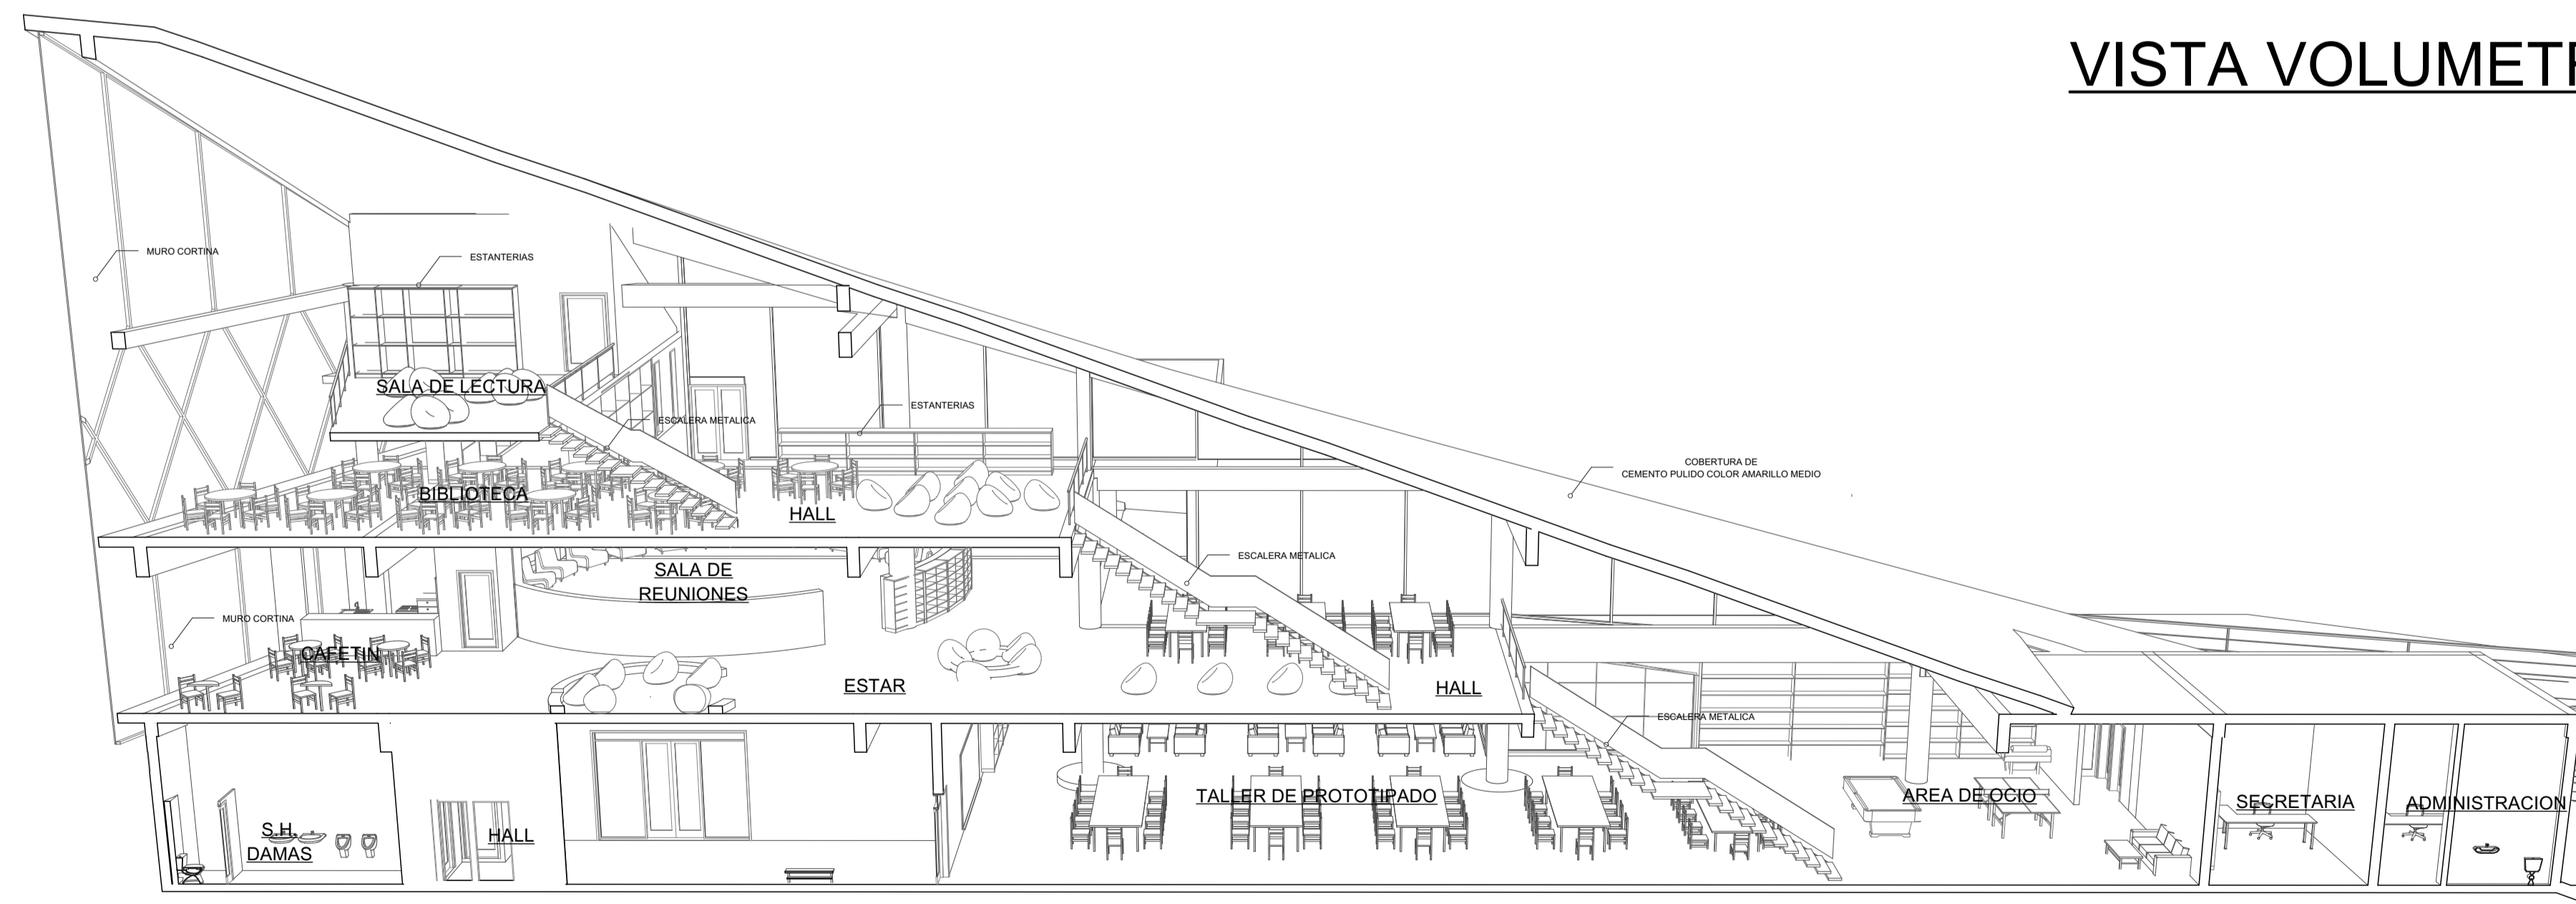 VISTA VOLUMETR
MURO CORTINA
ESTANTERIAS
SALA DE LECTURA
ESCALERA METALICA
ESTANTERIAS
COBERTURA DE
CEMENTO PULIDO COLOR AMARILLO MEDIO
BIBLIOTECA
HALL
ESCALERA METALICA
SALA DE
REUNIONES
MURO CORTINA
CAFETIN
ESTAR
HALL
ESCALERA METALICA
TALLER DE PROTOTIPADO
AREA DE OCIO
SECRETARIA
ADMINISTRACION
S.H.
DAMAS
HALL